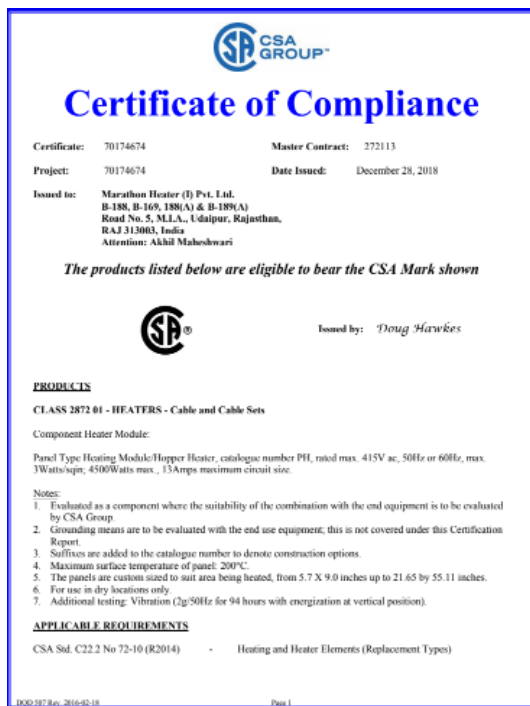 CSA
CSA
GROUP™
Certificate of Compliance
Certificate: 70174674 Master Contract: 272113
Project: 70174674 Date Issued: December 28, 2018
Issued to: Marathon Heater (I) Pvt. Ltd.
B-188, B-169, 188(A) & B-189(A)
Road No. 5, M.I.A., Udaipur, Rajasthan,
RAJ 313003, India
Attention: Akhil Maheshwari
The products listed below are eligible to bear the CSA Mark shown
CSA ®
Issued by: Doug Hawkes
PRODUCTS
CLASS 2872 01 - HEATERS - Cable and Cable Sets
Component Heater Module:
Panel Type Heating Module/Hopper Heater, catalogue number PH, rated max. 415V ac, 50Hz or 60Hz, max.
3Watts/sqin; 4500Watts max., 13Amps maximum circuit size.
Notes:
1. Evaluated as a component where the suitability of the combination with the end equipment is to be evaluated
by CSA Group.
2. Grounding means are to be evaluated with the end use equipment; this is not covered under this Certification
Report.
3. Suffixes are added to the catalogue number to denote construction options.
4. Maximum surface temperature of panel: 200°C.
5. The panels are custom sized to suit area being heated, from 5.7 X 9.0 inches up to 21.65 by 55.11 inches.
6. For use in dry locations only.
7. Additional testing: Vibration (2g/50Hz for 94 hours with energization at vertical position).
APPLICABLE REQUIREMENTS
CSA Std. C22.2 No 72-10 (R2014) - Heating and Heater Elements (Replacement Types)
DQD 507 Rev. 2016-02-18 Page 1